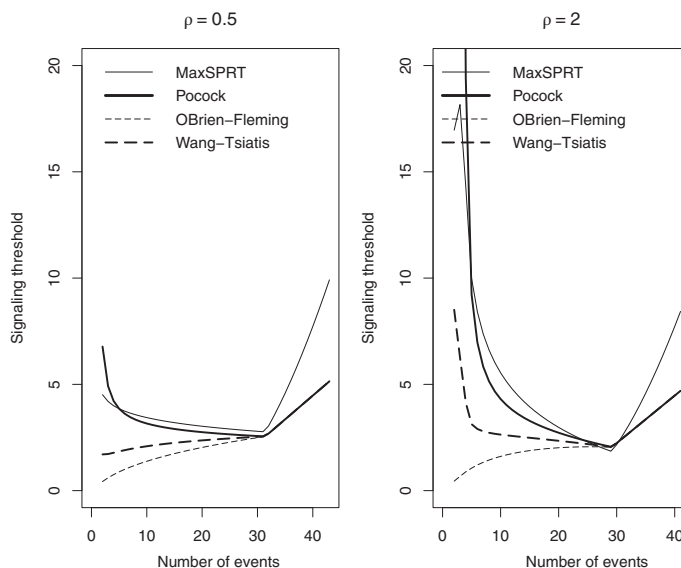 ρ = 0.5
20
15
10
5
0
Signaling threshold
MaxSPRT
Pocock
OBrien−Fleming
Wang−Tsiatis
0 10 20 30 40
Number of events
ρ = 2
20
15
10
5
0
Signaling threshold
MaxSPRT
Pocock
OBrien−Fleming
Wang−Tsiatis
0 10 20 30 40
Number of events